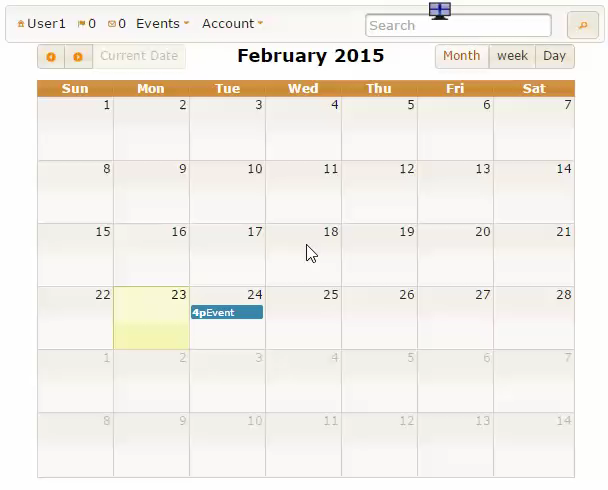 User1 0 0 Events Account Search
Current Date February 2015 Month week Day
Sun Mon Tue Wed Thu Fri Sat
1 2 3 4 5 6 7
8 9 10 11 12 13 14
15 16 17 18 19 20 21
22 23 24 25 26 27 28
4pEvent
1 2 3 4 5 6 7
8 9 10 11 12 13 14